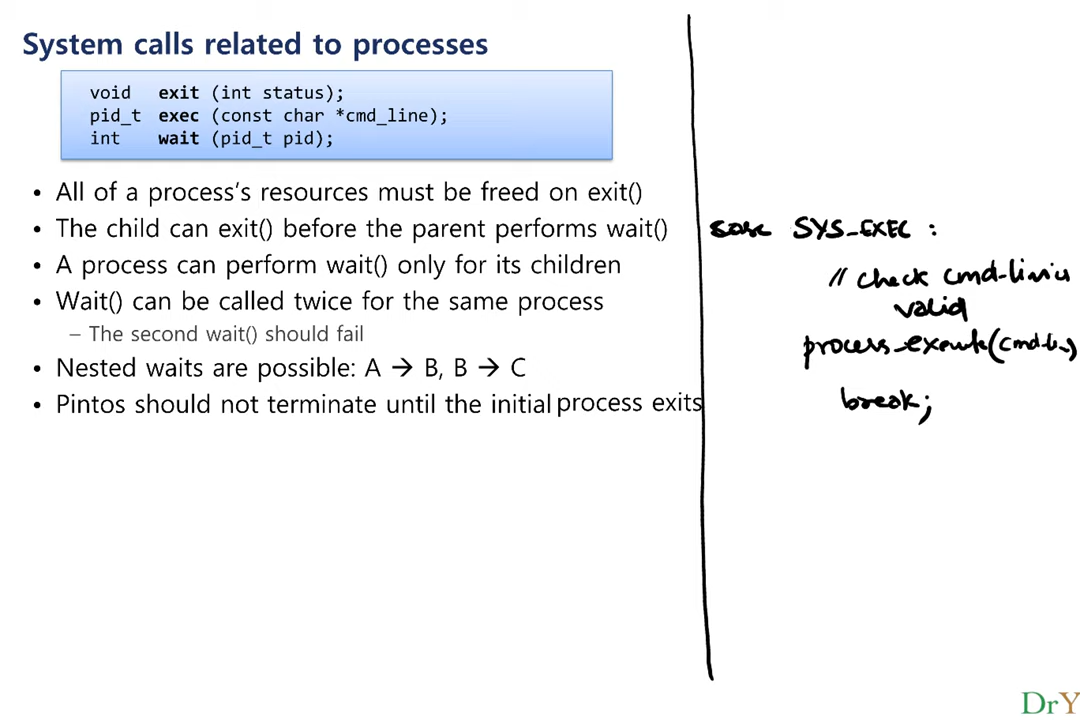 System calls related to processes
void exit (int status);
pid_t exec (const char *cmd_line);
int wait (pid_t pid);
• All of a process's resources must be freed on exit()
• The child can exit() before the parent performs wait()
• A process can perform wait() only for its children
• Wait() can be called twice for the same process
– The second wait() should fail
• Nested waits are possible: A → B, B → C
• Pintos should not terminate until the initial process exits
case SYS_EXEC :
// check cmd-line is
valid
process_execute(cmd-line)
break;
DrY